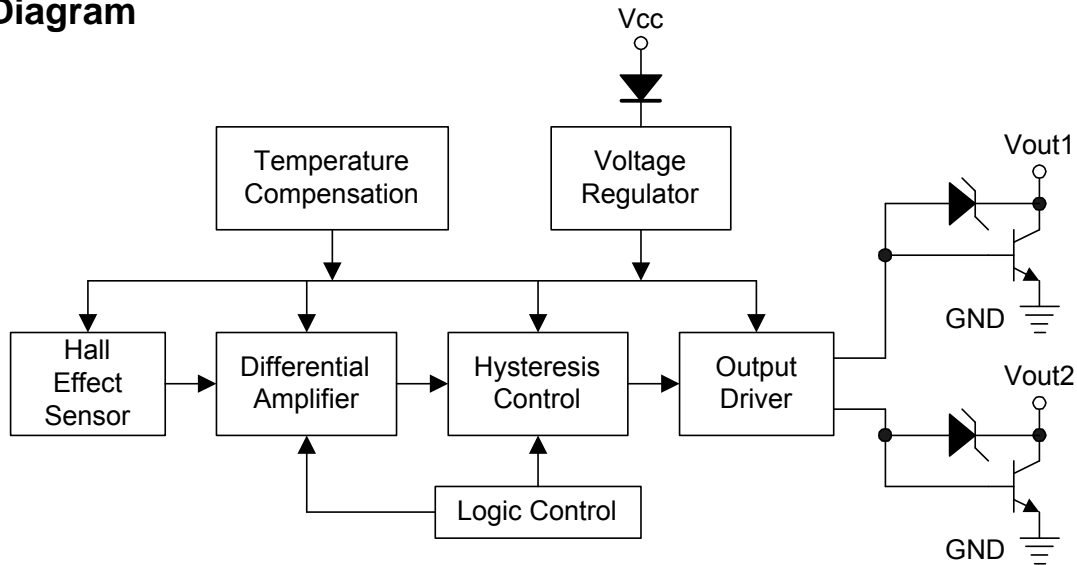 Diagram
Vcc
Temperature
Compensation
Voltage
Regulator
Vout1
GND
Hall
Effect
Sensor
Differential
Amplifier
Hysteresis
Control
Output
Driver
Vout2
Logic Control
GND